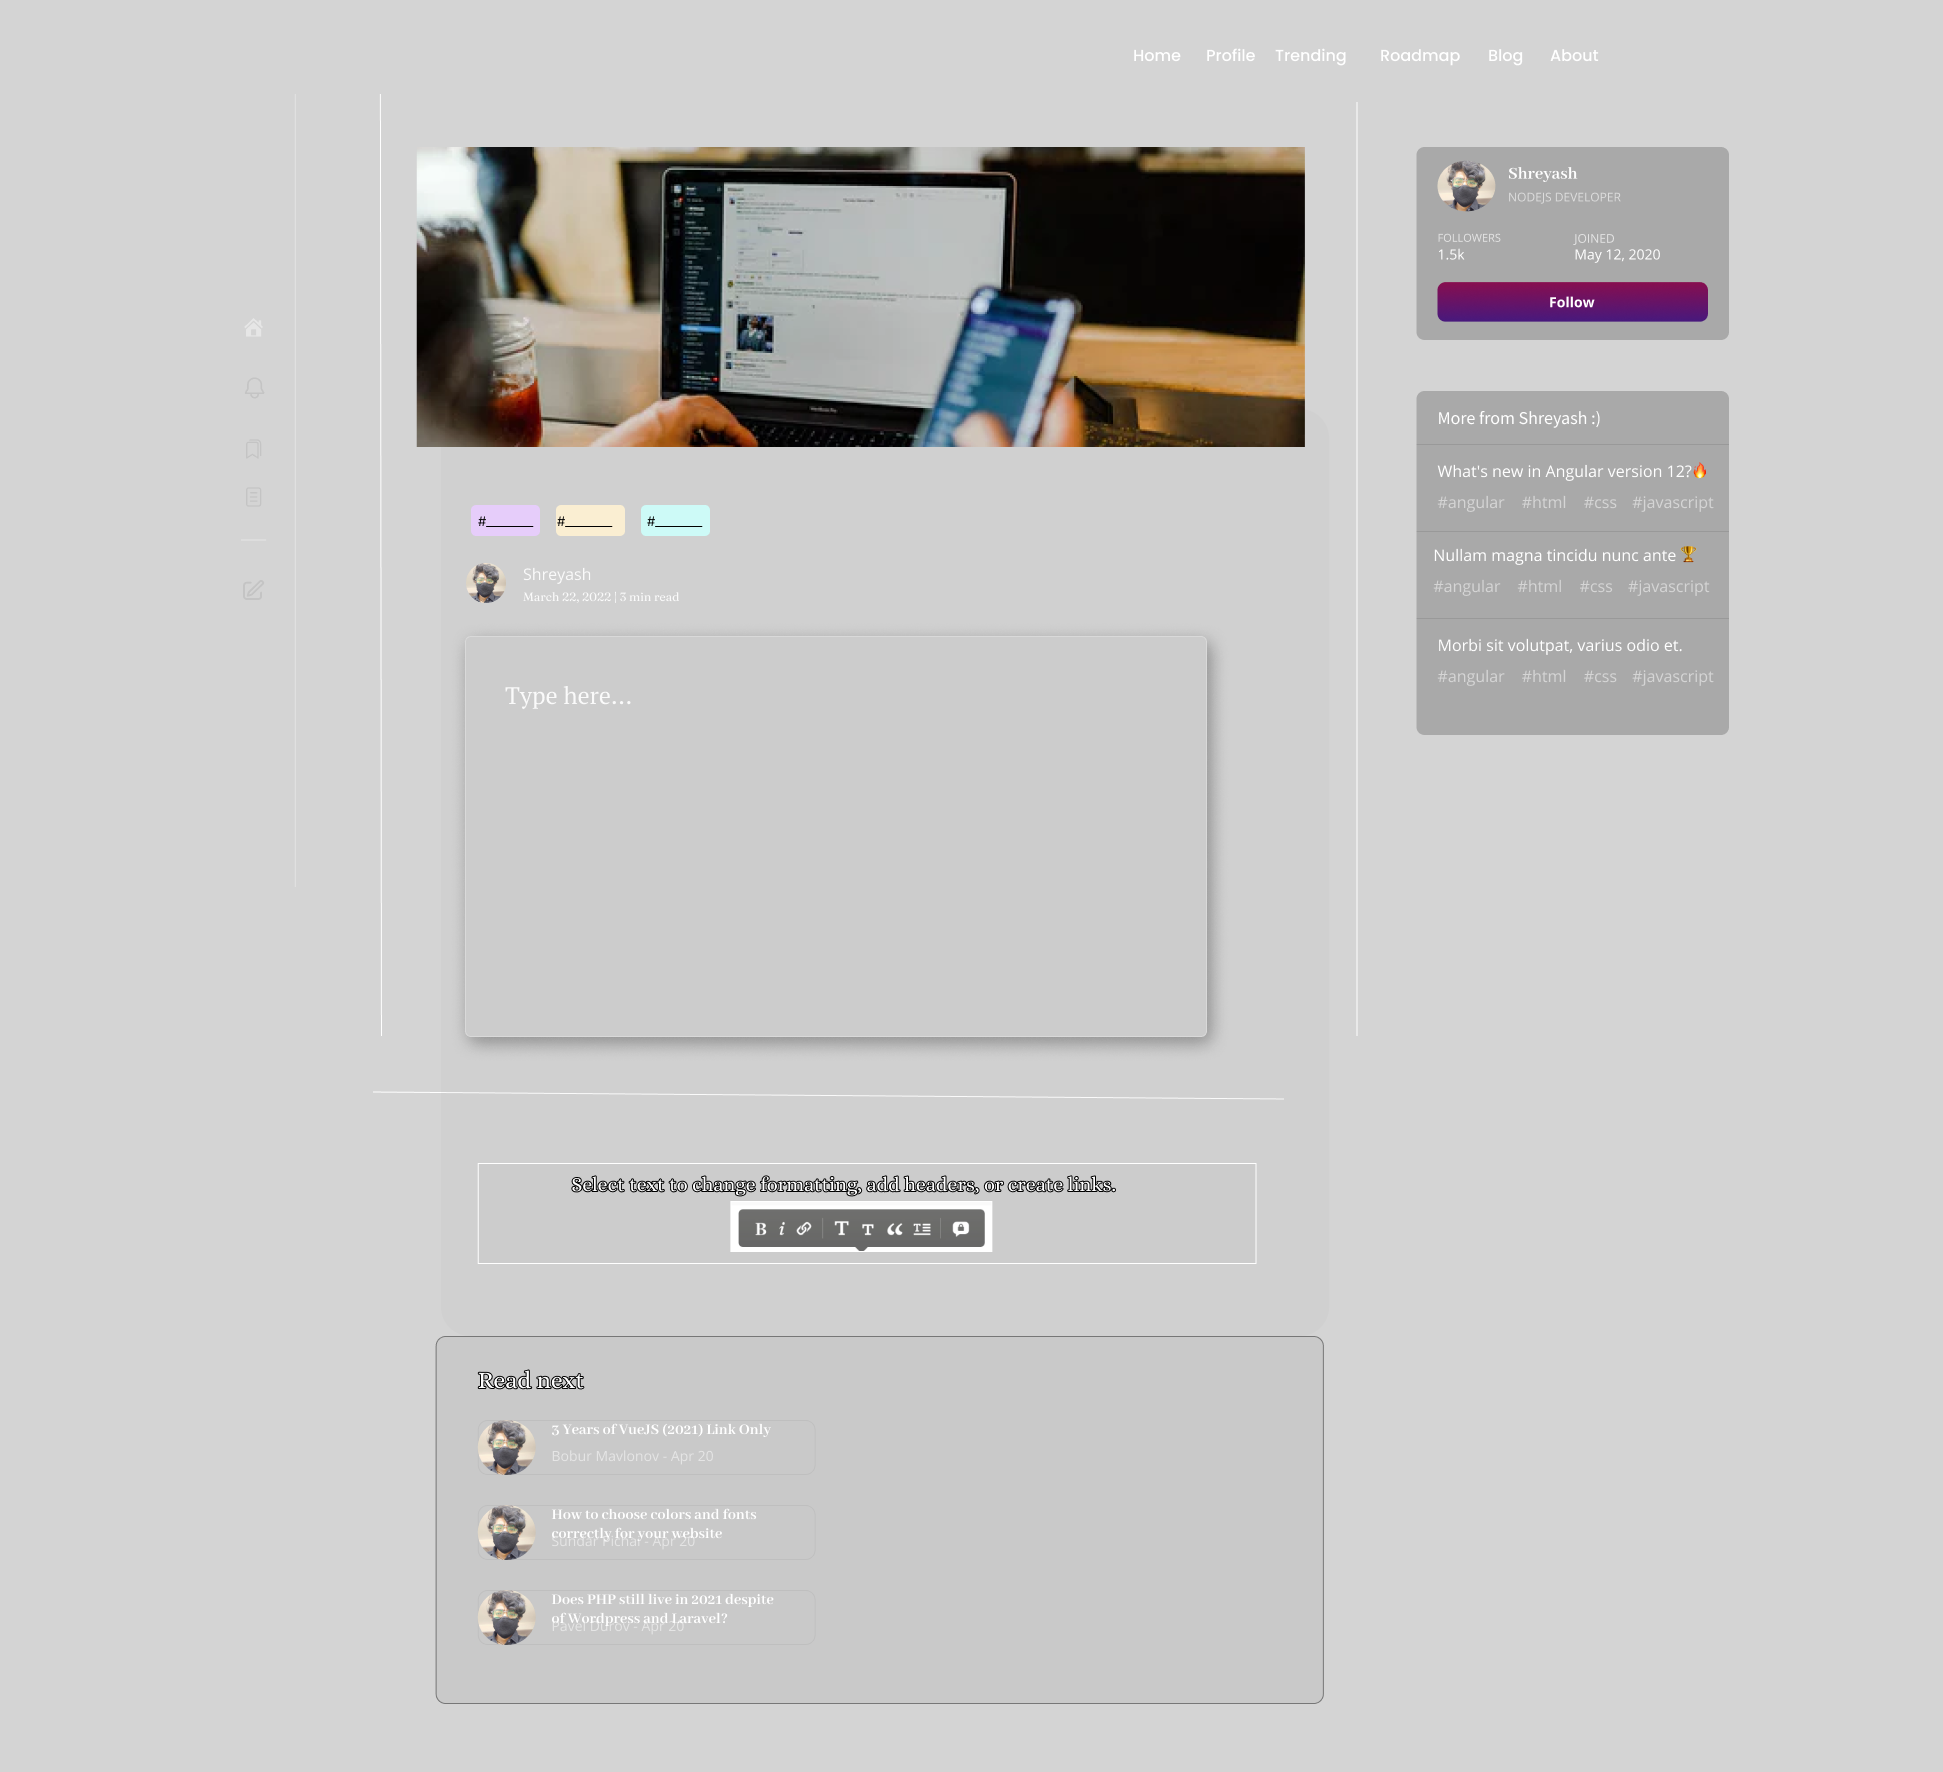 Home Profile Trending Roadmap Blog About
Shreyash
NODEJS DEVELOPER
FOLLOWERS JOINED
1.5k May 12, 2020
Follow
More from Shreyash :)
What's new in Angular version 12?🔥
#angular #html #css #javascript
Nullam magna tincidu nunc ante 🏆
#angular #html #css #javascript
Morbi sit volutpat, varius odio et.
#angular #html #css #javascript
#______ #______ #______
Shreyash
March 22, 2022 | 3 min read
Type here...
Select text to change formatting, add headers, or create links.
B i T T T
Read next
3 Years of VueJS (2021) Link Only
Bobur Mavlonov - Apr 20
How to choose colors and fonts
correctly for your website
Sundar Pichai - Apr 20
Does PHP still live in 2021 despite
of Wordpress and Laravel?
Pavel Durov - Apr 20